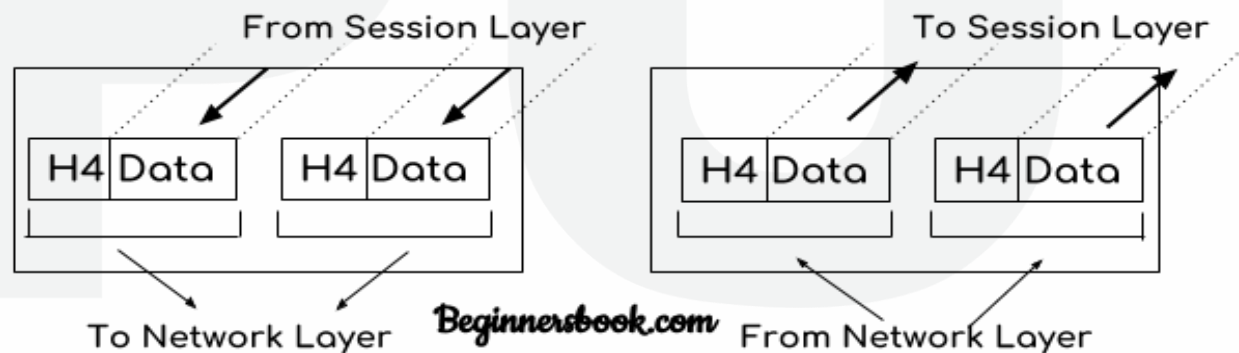 From Session Layer
To Session Layer
H4 Data
H4 Data
H4 Data
H4 Data
To Network Layer
Beginnersbook.com
From Network Layer